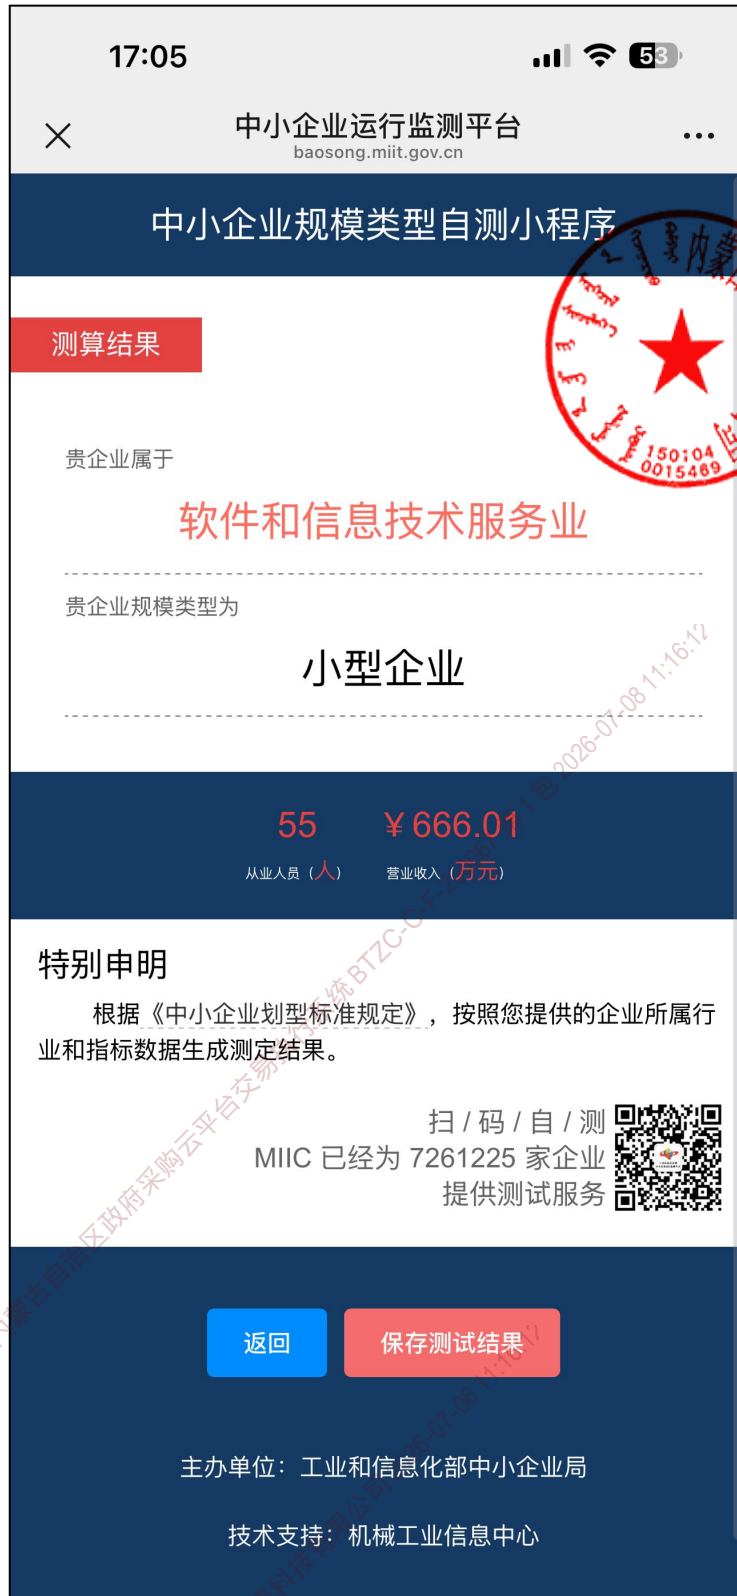 17:05
53
中小企业运行监测平台
baosong.miit.gov.cn
中小企业规模类型自测小程序
内蒙
测算结果
150104
0015469
贵企业属于
软件和信息技术服务业
贵企业规模类型为
小型企业
55 ¥666.01
从业人员（人） 营业收入（万元）
特别申明
根据《中小企业划型标准规定》，按照您提供的企业所属行
业和指标数据生成测定结果。
扫 / 码 / 自 / 测
MIIC 已经为 7261225 家企业
提供测试服务
返回 保存测试结果
主办单位：工业和信息化部中小企业局
技术支持：机械工业信息中心
2026-07-08 11:16:12